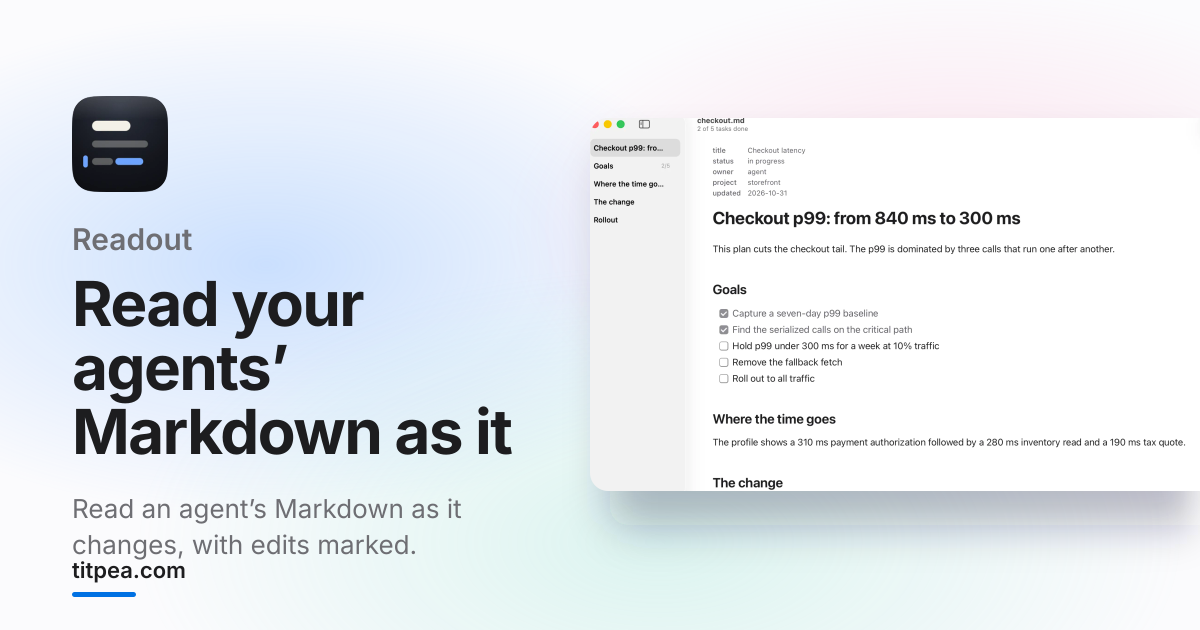 Readout
Read your
agents’
Markdown as it
Read an agent’s Markdown as it
changes, with edits marked.
titpea.com
checkout.md
2 of 5 tasks done
Checkout p99: fro...
Goals 2/5
Where the time go...
The change
Rollout
title Checkout latency
status in progress
owner agent
project storefront
updated 2026-10-31
Checkout p99: from 840 ms to 300 ms
This plan cuts the checkout tail. The p99 is dominated by three calls that run one after another.
Goals
Capture a seven-day p99 baseline
Find the serialized calls on the critical path
Hold p99 under 300 ms for a week at 10% traffic
Remove the fallback fetch
Roll out to all traffic
Where the time goes
The profile shows a 310 ms payment authorization followed by a 280 ms inventory read and a 190 ms tax quote.
The change